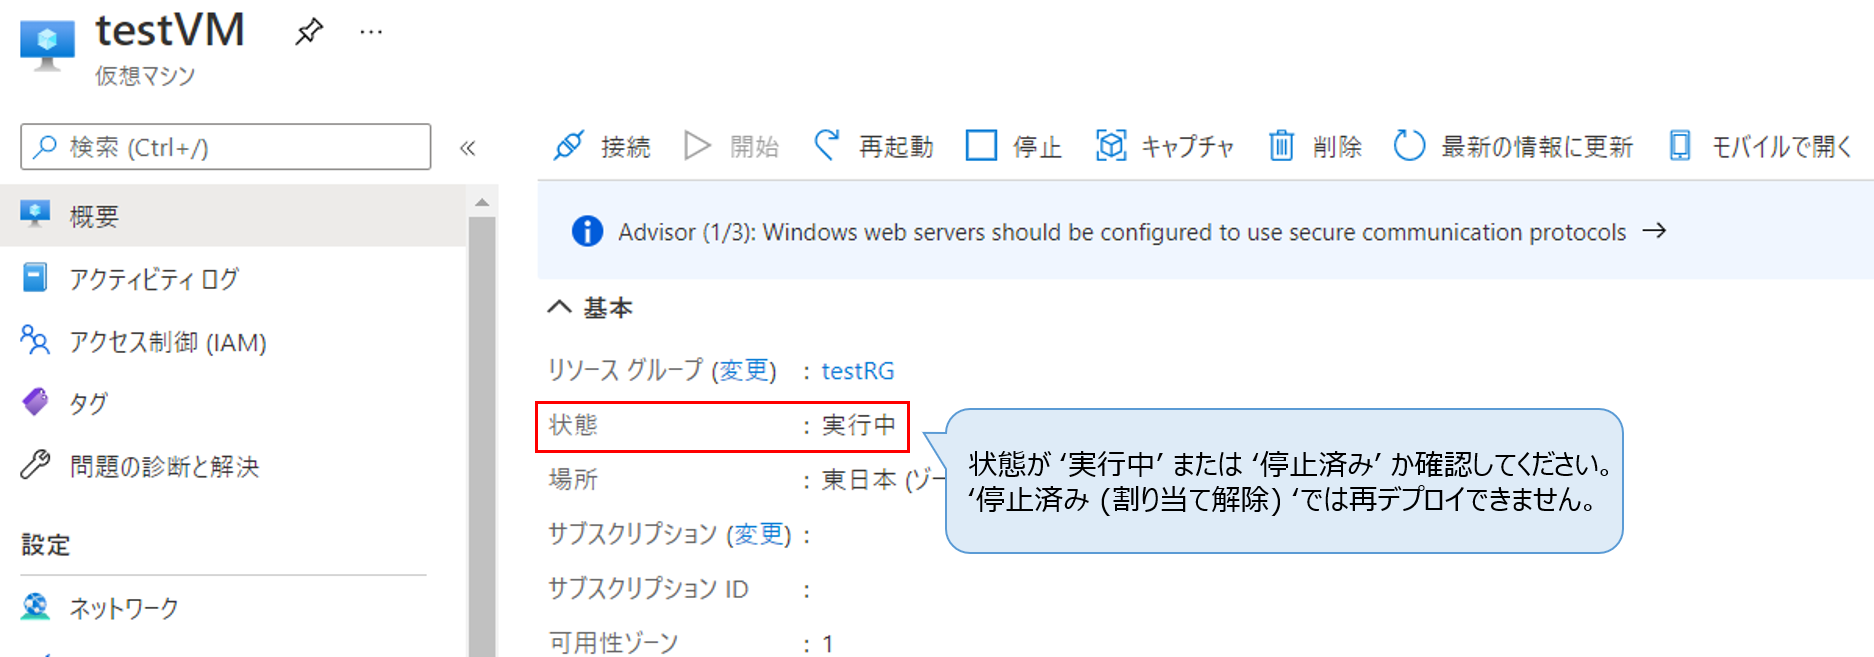 testVM
仮想マシン
検索 (Ctrl+/)
«
接続
開始
再起動
停止
キャプチャ
削除
最新の情報に更新
モバイルで開く
概要
アクティビティ ログ
アクセス制御 (IAM)
タグ
問題の診断と解決
設定
ネットワーク
Advisor (1/3): Windows web servers should be configured to use secure communication protocols →
基本
リソース グループ (変更) : testRG
状態 : 実行中
場所 : 東日本 (ゾー
サブスクリプション (変更) :
サブスクリプション ID :
可用性ゾーン : 1
状態が ‘実行中’ または ‘停止済み’ か確認してください。
‘停止済み (割り当て解除) ‘では再デプロイできません。